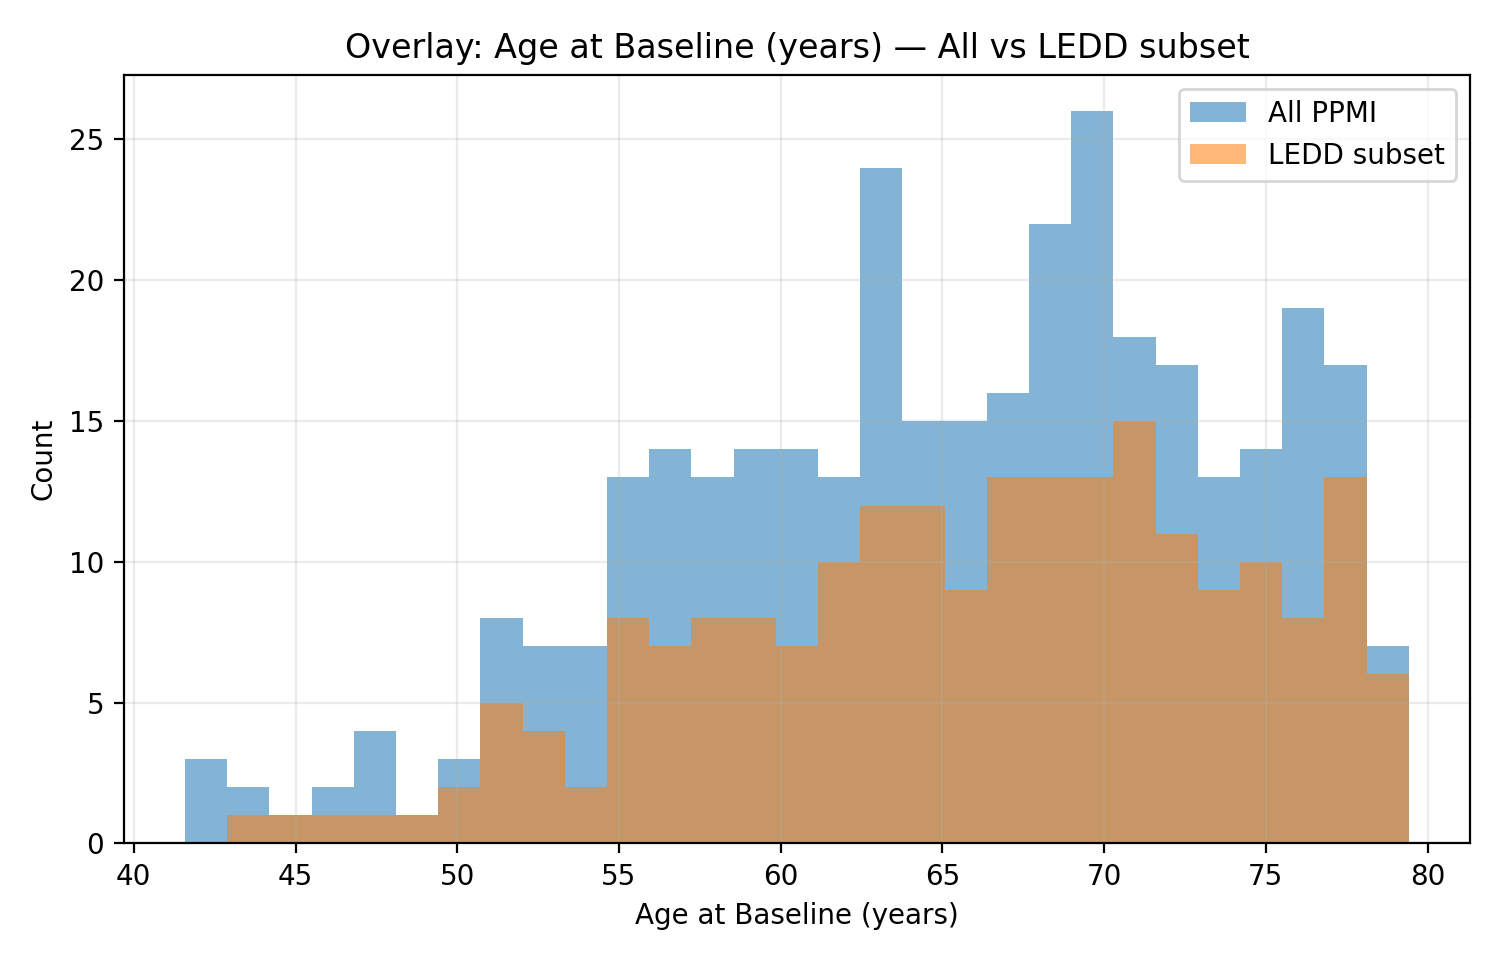 Overlay: Age at Baseline (years) — All vs LEDD subset
All PPMI
LEDD subset
25
20
15
10
5
0
Count
40 45 50 55 60 65 70 75 80
Age at Baseline (years)